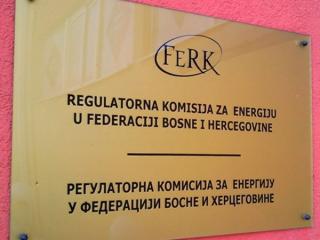 FERK
REGULATORNA KOMISIJA ZA ENERGIJU
U FEDERACIJI BOSNE I HERCEGOVINE
РЕГУЛАТОРНА КОМИСИЈА ЗА ЕНЕРГИЈУ
У ФЕДЕРАЦИЈИ БОСНЕ И ХЕРЦЕГОВИНЕ